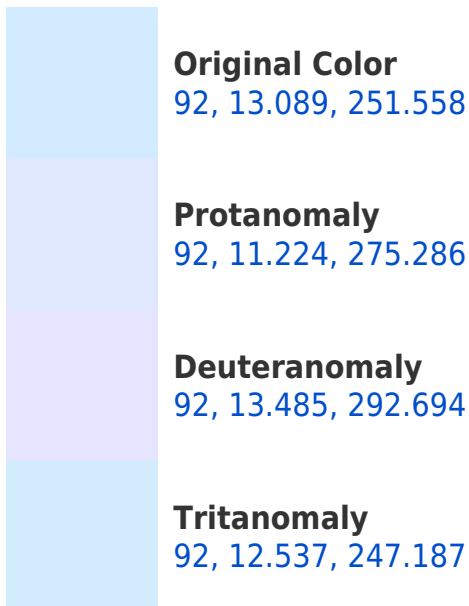 Original Color
92, 13.089, 251.558
Protanomaly
92, 11.224, 275.286
Deuteranomaly
92, 13.485, 292.694
Tritanomaly
92, 12.537, 247.187